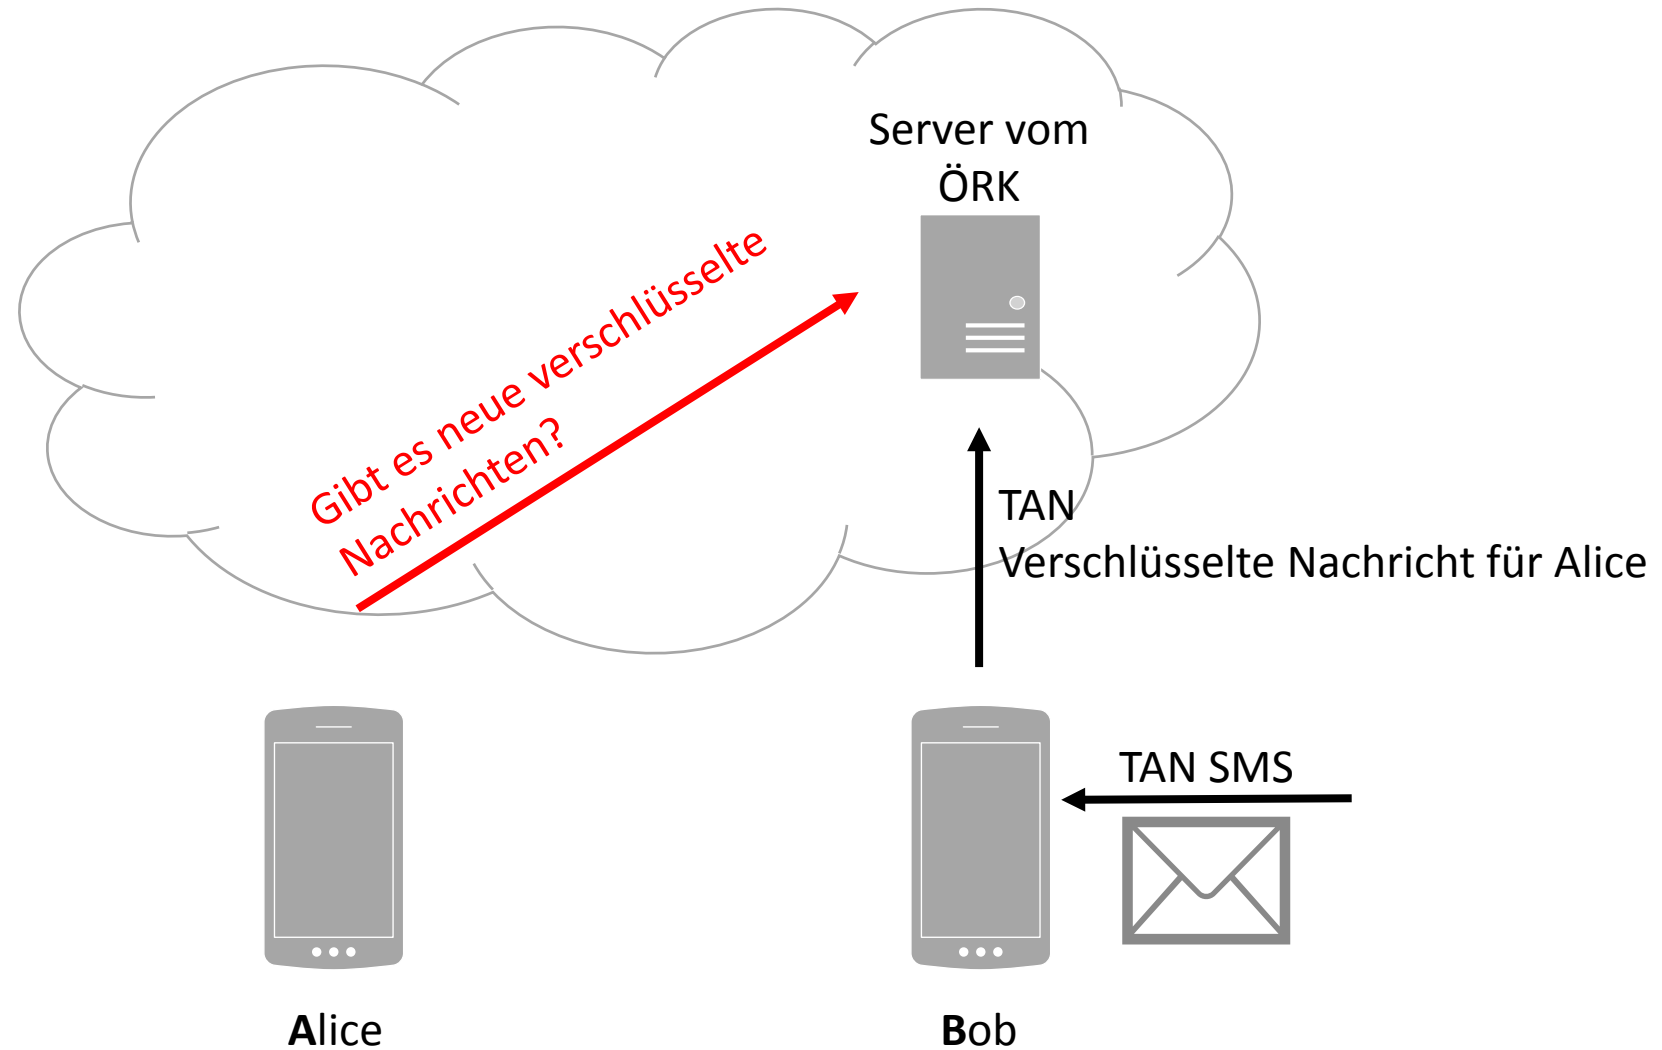 Server vom
ÖRK
Gibt es neue verschlüsselte
Nachrichten?
TAN
Verschlüsselte Nachricht für Alice
TAN SMS
Alice
Bob